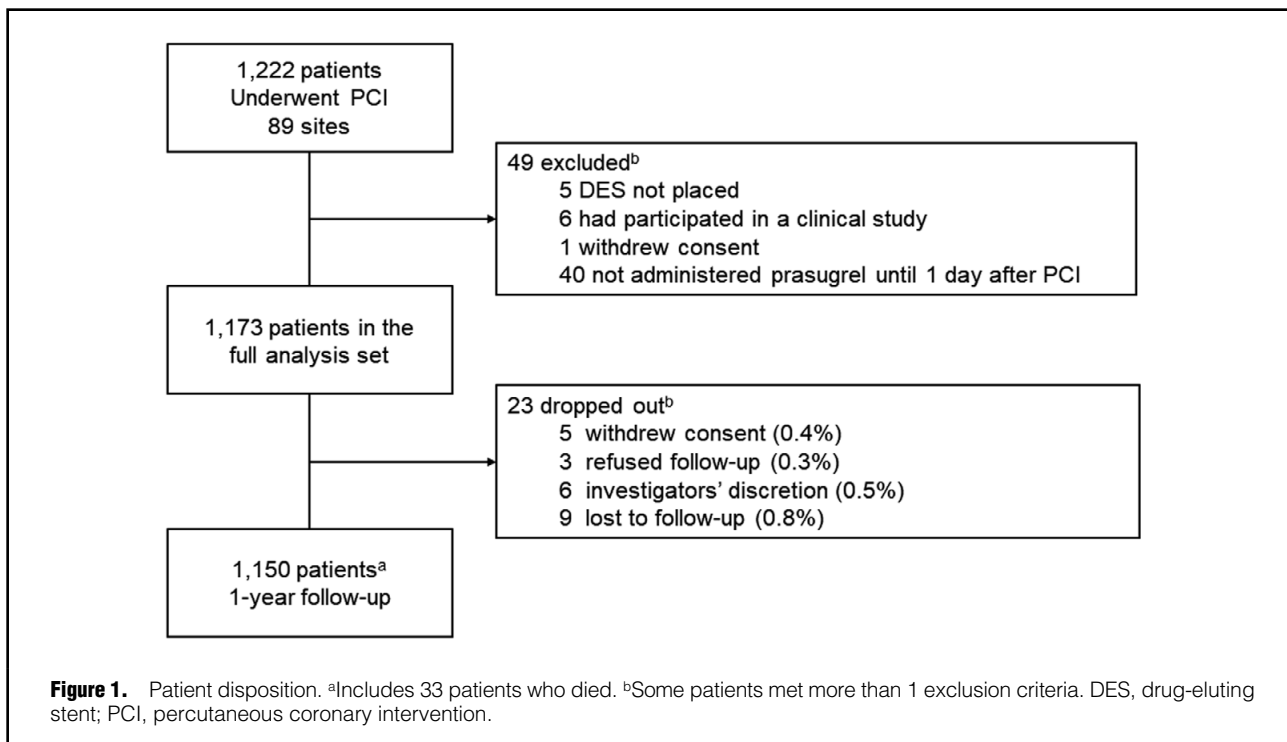 1,222 patients
Underwent PCI
89 sites
49 excludedᵇ
5 DES not placed
6 had participated in a clinical study
1 withdrew consent
40 not administered prasugrel until 1 day after PCI
1,173 patients in the
full analysis set
23 dropped outᵇ
5 withdrew consent (0.4%)
3 refused follow-up (0.3%)
6 investigators’ discretion (0.5%)
9 lost to follow-up (0.8%)
1,150 patientsᵃ
1-year follow-up
Figure 1. Patient disposition. ᵃIncludes 33 patients who died. ᵇSome patients met more than 1 exclusion criteria. DES, drug-eluting
stent; PCI, percutaneous coronary intervention.